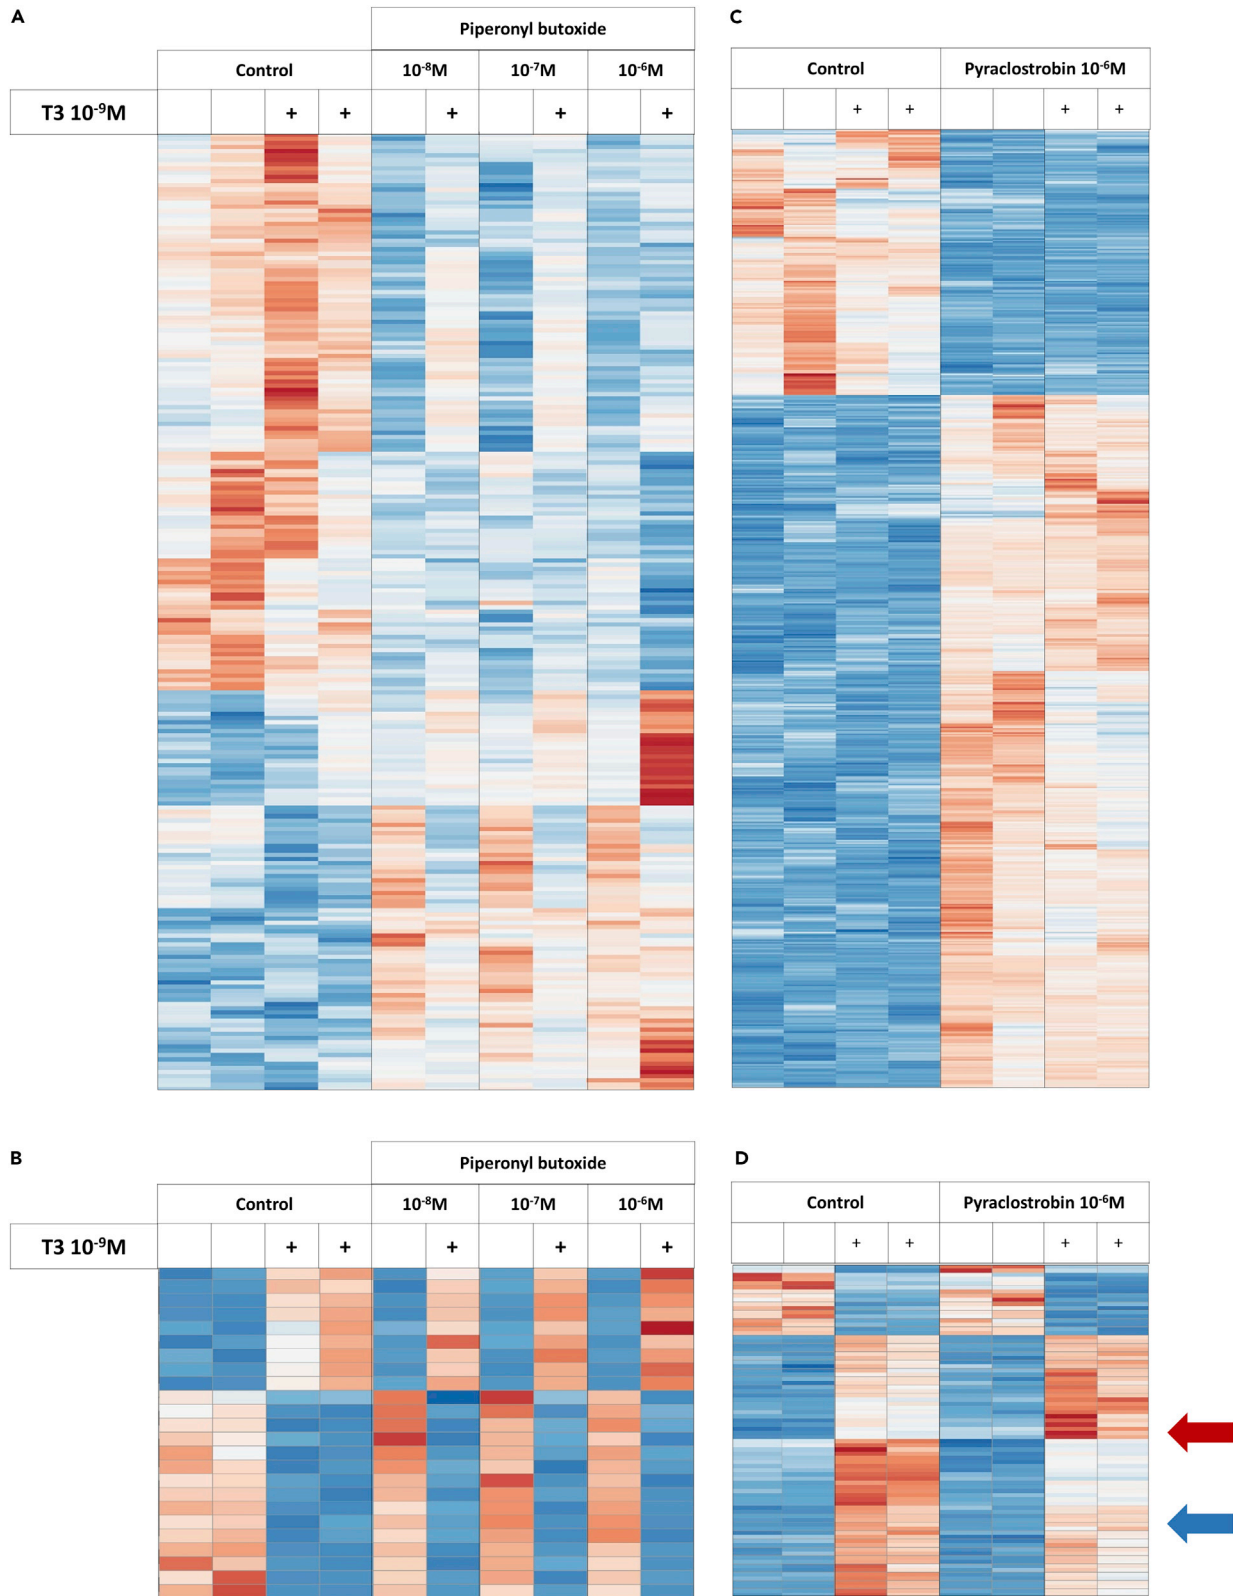 A
Piperonyl butoxide
Control 10⁻⁸M 10⁻⁷M 10⁻⁶M
T3 10⁻⁹M + + + + +
C
Control Pyraclostrobin 10⁻⁶M
+ + + +
B
Piperonyl butoxide
Control 10⁻⁸M 10⁻⁷M 10⁻⁶M
T3 10⁻⁹M + + + + +
D
Control Pyraclostrobin 10⁻⁶M
+ + + +